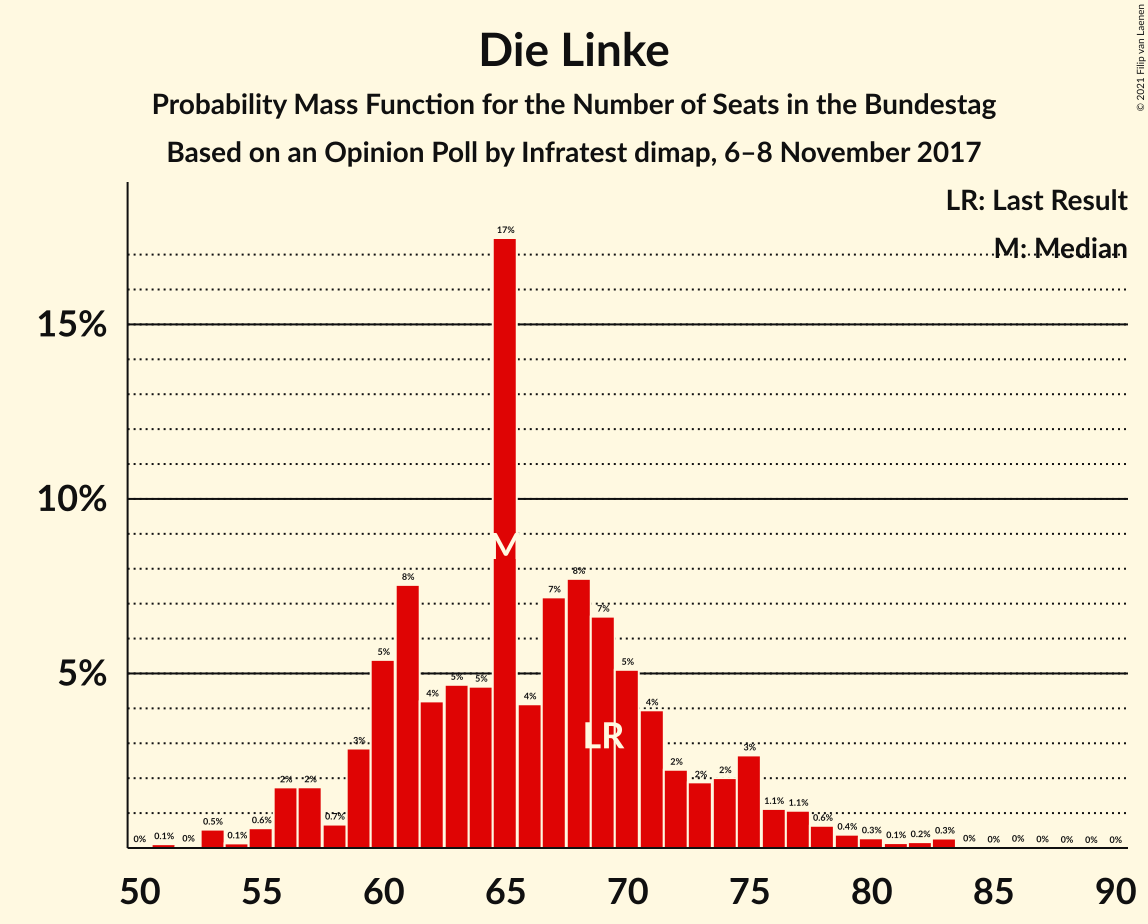 Die Linke
Probability Mass Function for the Number of Seats in the Bundestag
Based on an Opinion Poll by Infratest dimap, 6–8 November 2017
© 2021 Filip van Laenen
LR: Last Result
M: Median
15%
10%
5%
0% 0.1% 0% 0.5% 0.1% 0.6% 2% 2% 0.7% 3% 5% 8% 4% 5% 5% 17% 4% 7% 8% 7% 5% 4% 2% 2% 2% 3% 1.1% 1.1% 0.6% 0.4% 0.3% 0.1% 0.2% 0.3% 0% 0% 0% 0% 0% 0% 0%
M
LR
50 55 60 65 70 75 80 85 90